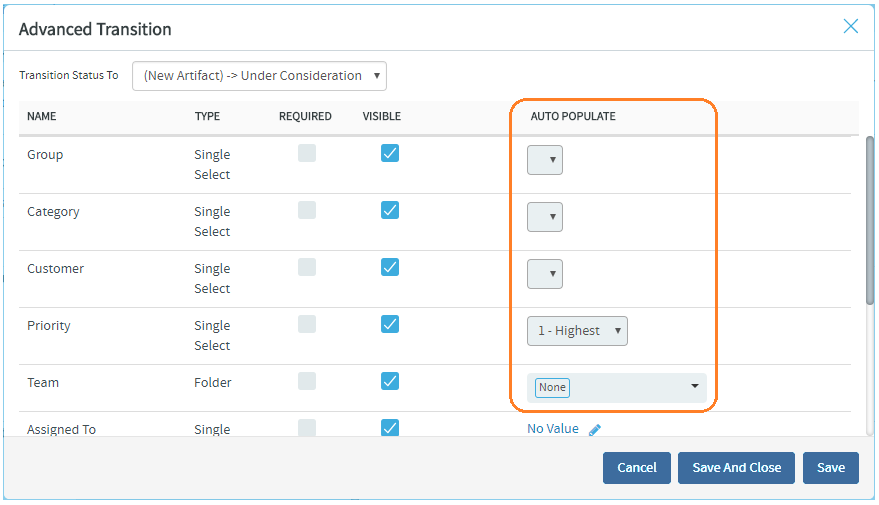 Advanced Transition
Transition Status To (New Artifact) -> Under Consideration
NAME TYPE REQUIRED VISIBLE AUTO POPULATE
Group Single
Select
Category Single
Select
Customer Single
Select
Priority Single 1 - Highest
Select
Team Folder None
Assigned To Single No Value
Cancel Save And Close Save